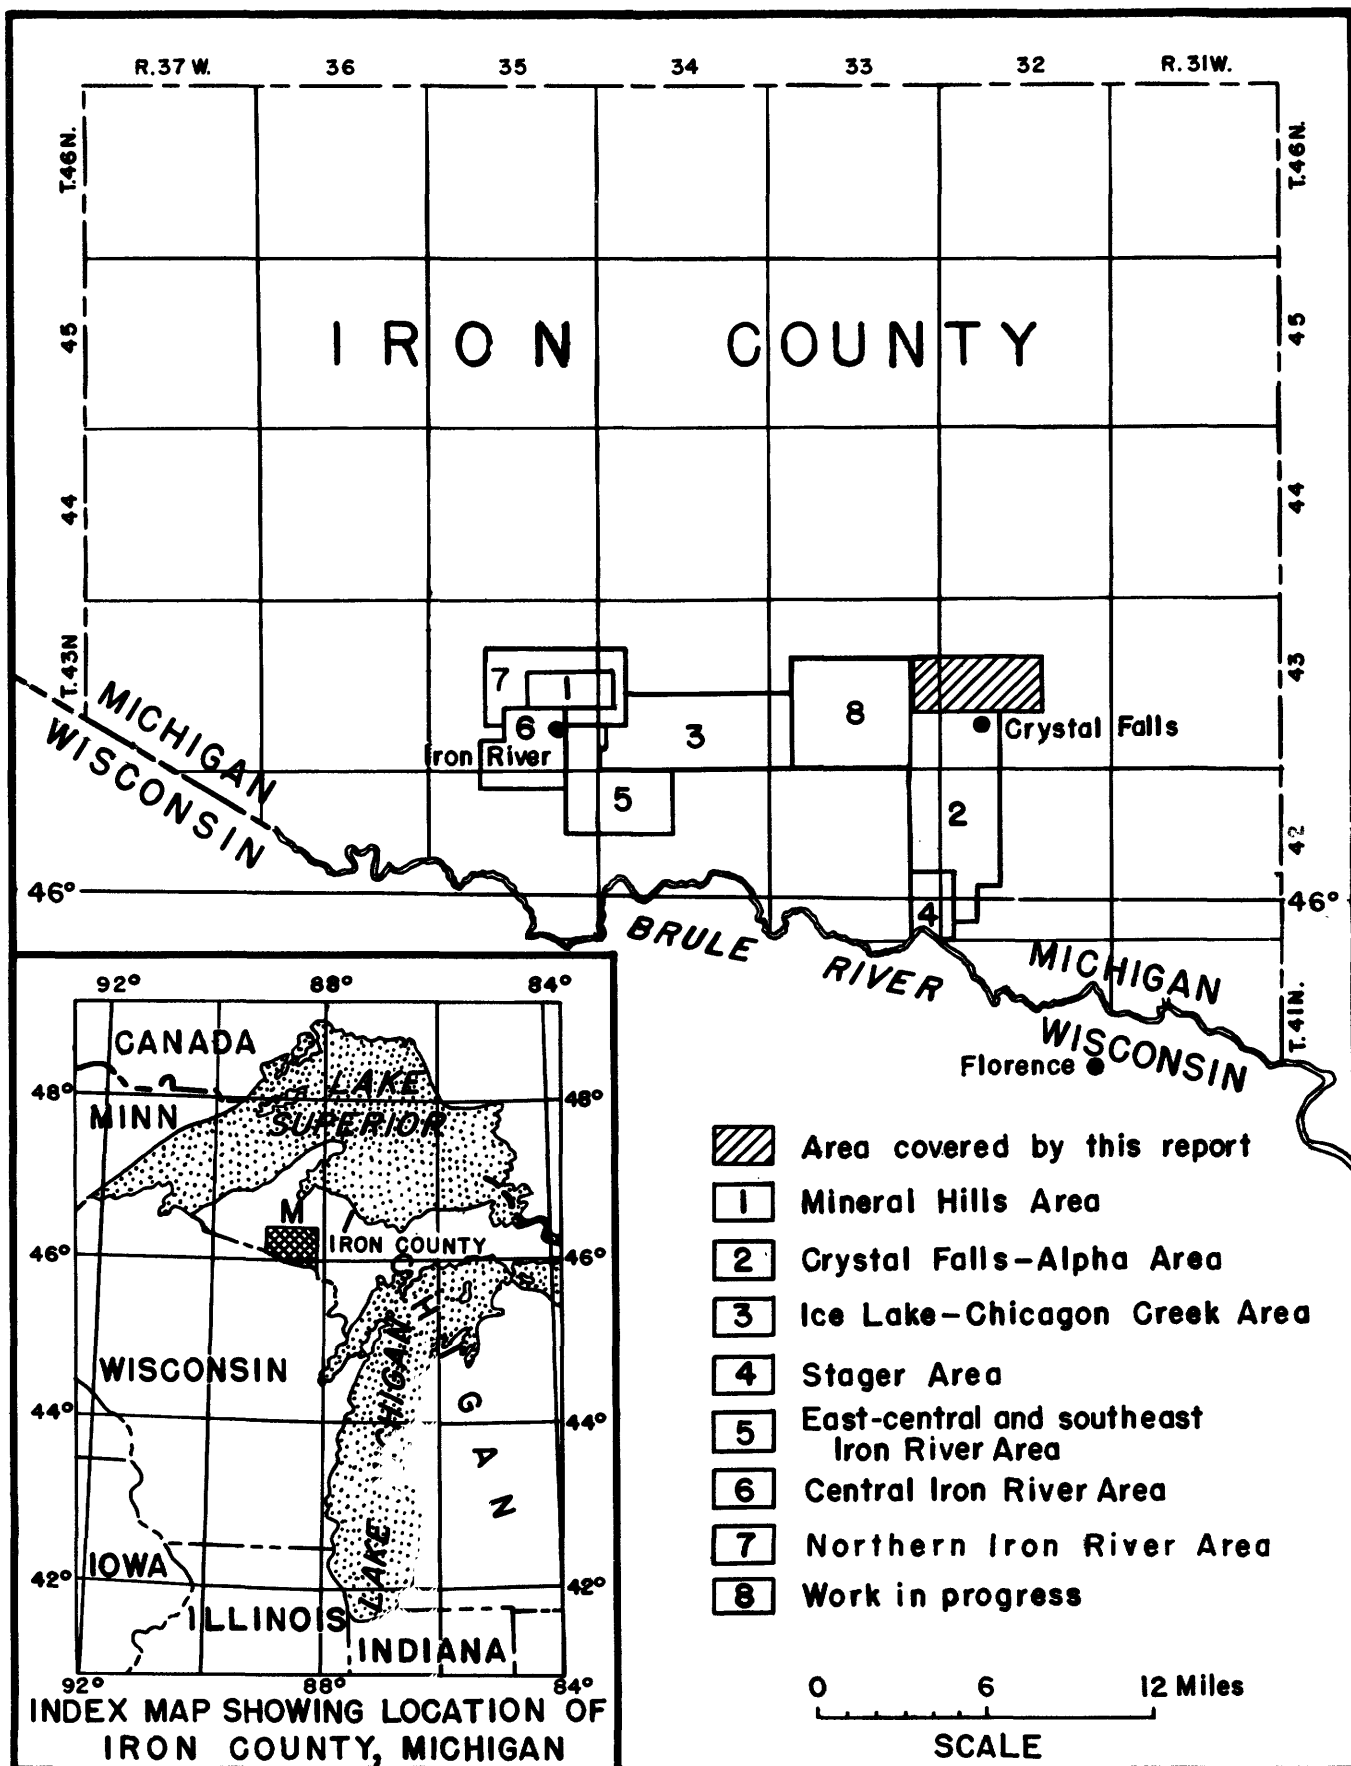 R.37 W. 36 35 34 33 32 R.31W.
T.46N. T.46N.
45 45
IRON COUNTY
44 44
T.43N 43
7
1
8
6
3
Crystal Falls
Iron River
MICHIGAN
WISCONSIN
5
2
42
46° 46°
4
BRULE RIVER
MICHIGAN
WISCONSIN
T.41N.
Florence
92° 88° 84°
CANADA
48° 48°
MINN
LAKE
SUPERIOR
M
IRON COUNTY
46° 46°
C
H
I
WISCONSIN
LAKE CHIGAN
G
44° 44°
A
N
IOWA
42° 42°
ILLINOIS
INDIANA
92° 88° 84°
INDEX MAP SHOWING LOCATION OF
IRON COUNTY, MICHIGAN
Area covered by this report
1 Mineral Hills Area
2 Crystal Falls-Alpha Area
3 Ice Lake-Chicagon Creek Area
4 Stager Area
5 East-central and southeast
Iron River Area
6 Central Iron River Area
7 Northern Iron River Area
8 Work in progress
0 6 12 Miles
SCALE